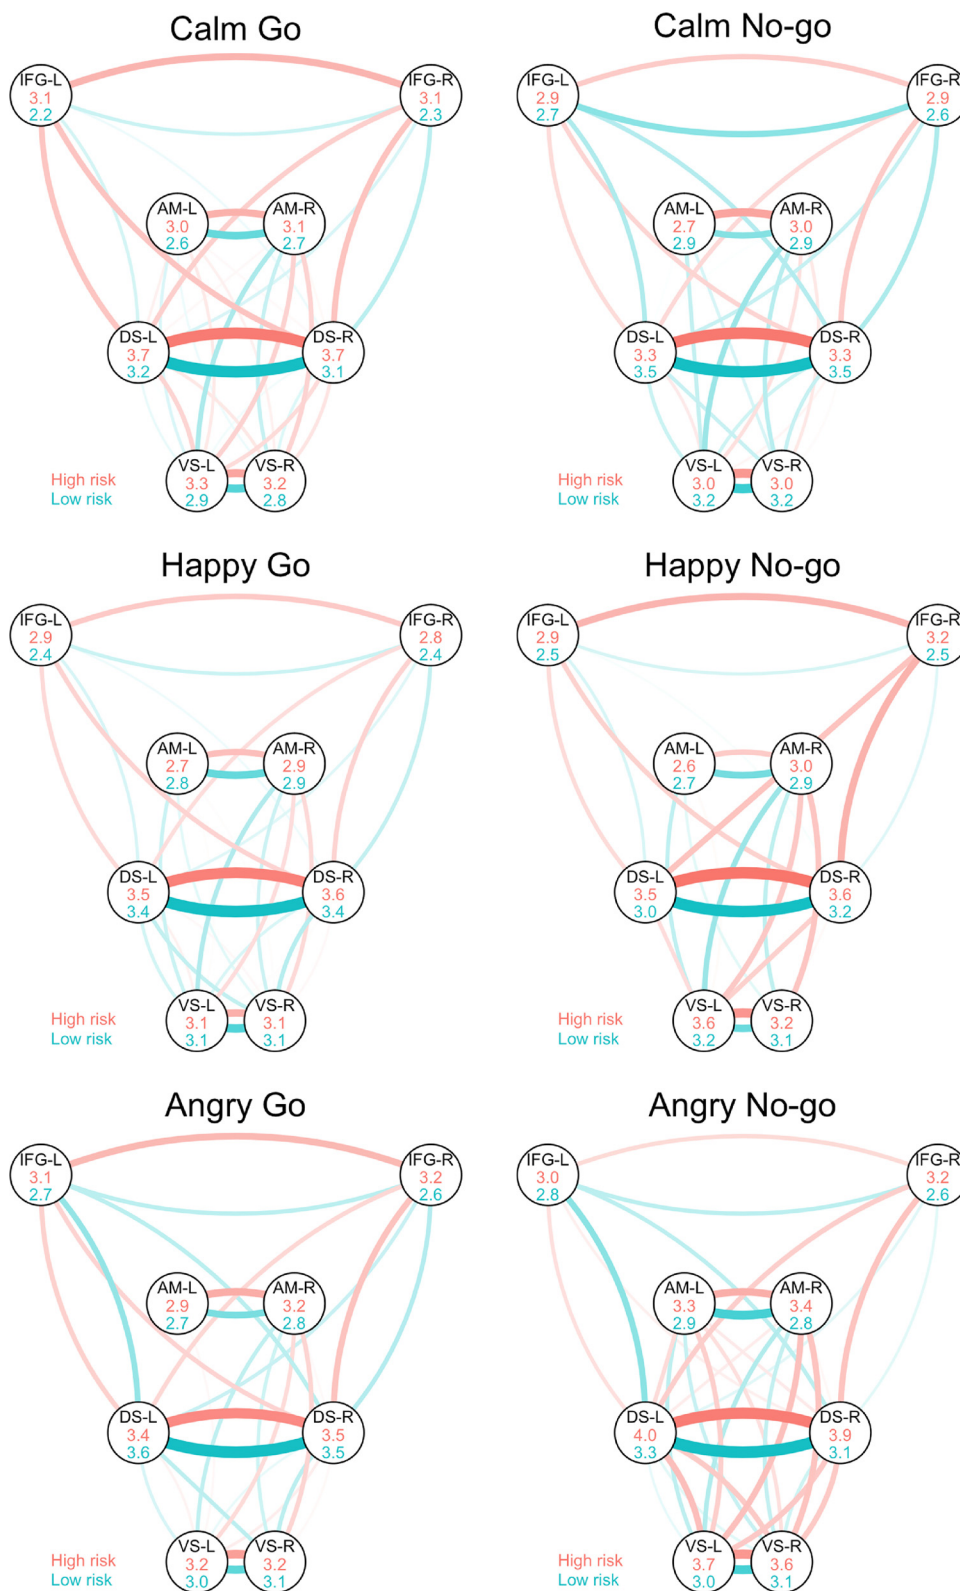 Calm Go
IFG-L
3.1
2.2
IFG-R
3.1
2.3
AM-L
3.0
2.6
AM-R
3.1
2.7
DS-L
3.7
3.2
DS-R
3.7
3.1
VS-L
3.3
2.9
VS-R
3.2
2.8
High risk
Low risk
Calm No-go
IFG-L
2.9
2.7
IFG-R
2.9
2.6
AM-L
2.7
2.9
AM-R
3.0
2.9
DS-L
3.3
3.5
DS-R
3.3
3.5
VS-L
3.0
3.2
VS-R
3.0
3.2
High risk
Low risk
Happy Go
IFG-L
2.9
2.4
IFG-R
2.8
2.4
AM-L
2.7
2.8
AM-R
2.9
2.9
DS-L
3.5
3.4
DS-R
3.6
3.4
VS-L
3.1
3.1
VS-R
3.1
3.1
High risk
Low risk
Happy No-go
IFG-L
2.9
2.5
IFG-R
3.2
2.5
AM-L
2.6
2.7
AM-R
3.0
2.9
DS-L
3.5
3.0
DS-R
3.6
3.2
VS-L
3.6
3.2
VS-R
3.2
3.1
High risk
Low risk
Angry Go
IFG-L
3.1
2.7
IFG-R
3.2
2.6
AM-L
2.9
2.7
AM-R
3.2
2.8
DS-L
3.4
3.6
DS-R
3.5
3.5
VS-L
3.2
3.0
VS-R
3.2
3.1
High risk
Low risk
Angry No-go
IFG-L
3.0
2.8
IFG-R
3.2
2.6
AM-L
3.3
2.9
AM-R
3.4
2.8
DS-L
4.0
3.3
DS-R
3.9
3.1
VS-L
3.7
3.0
VS-R
3.6
3.1
High risk
Low risk